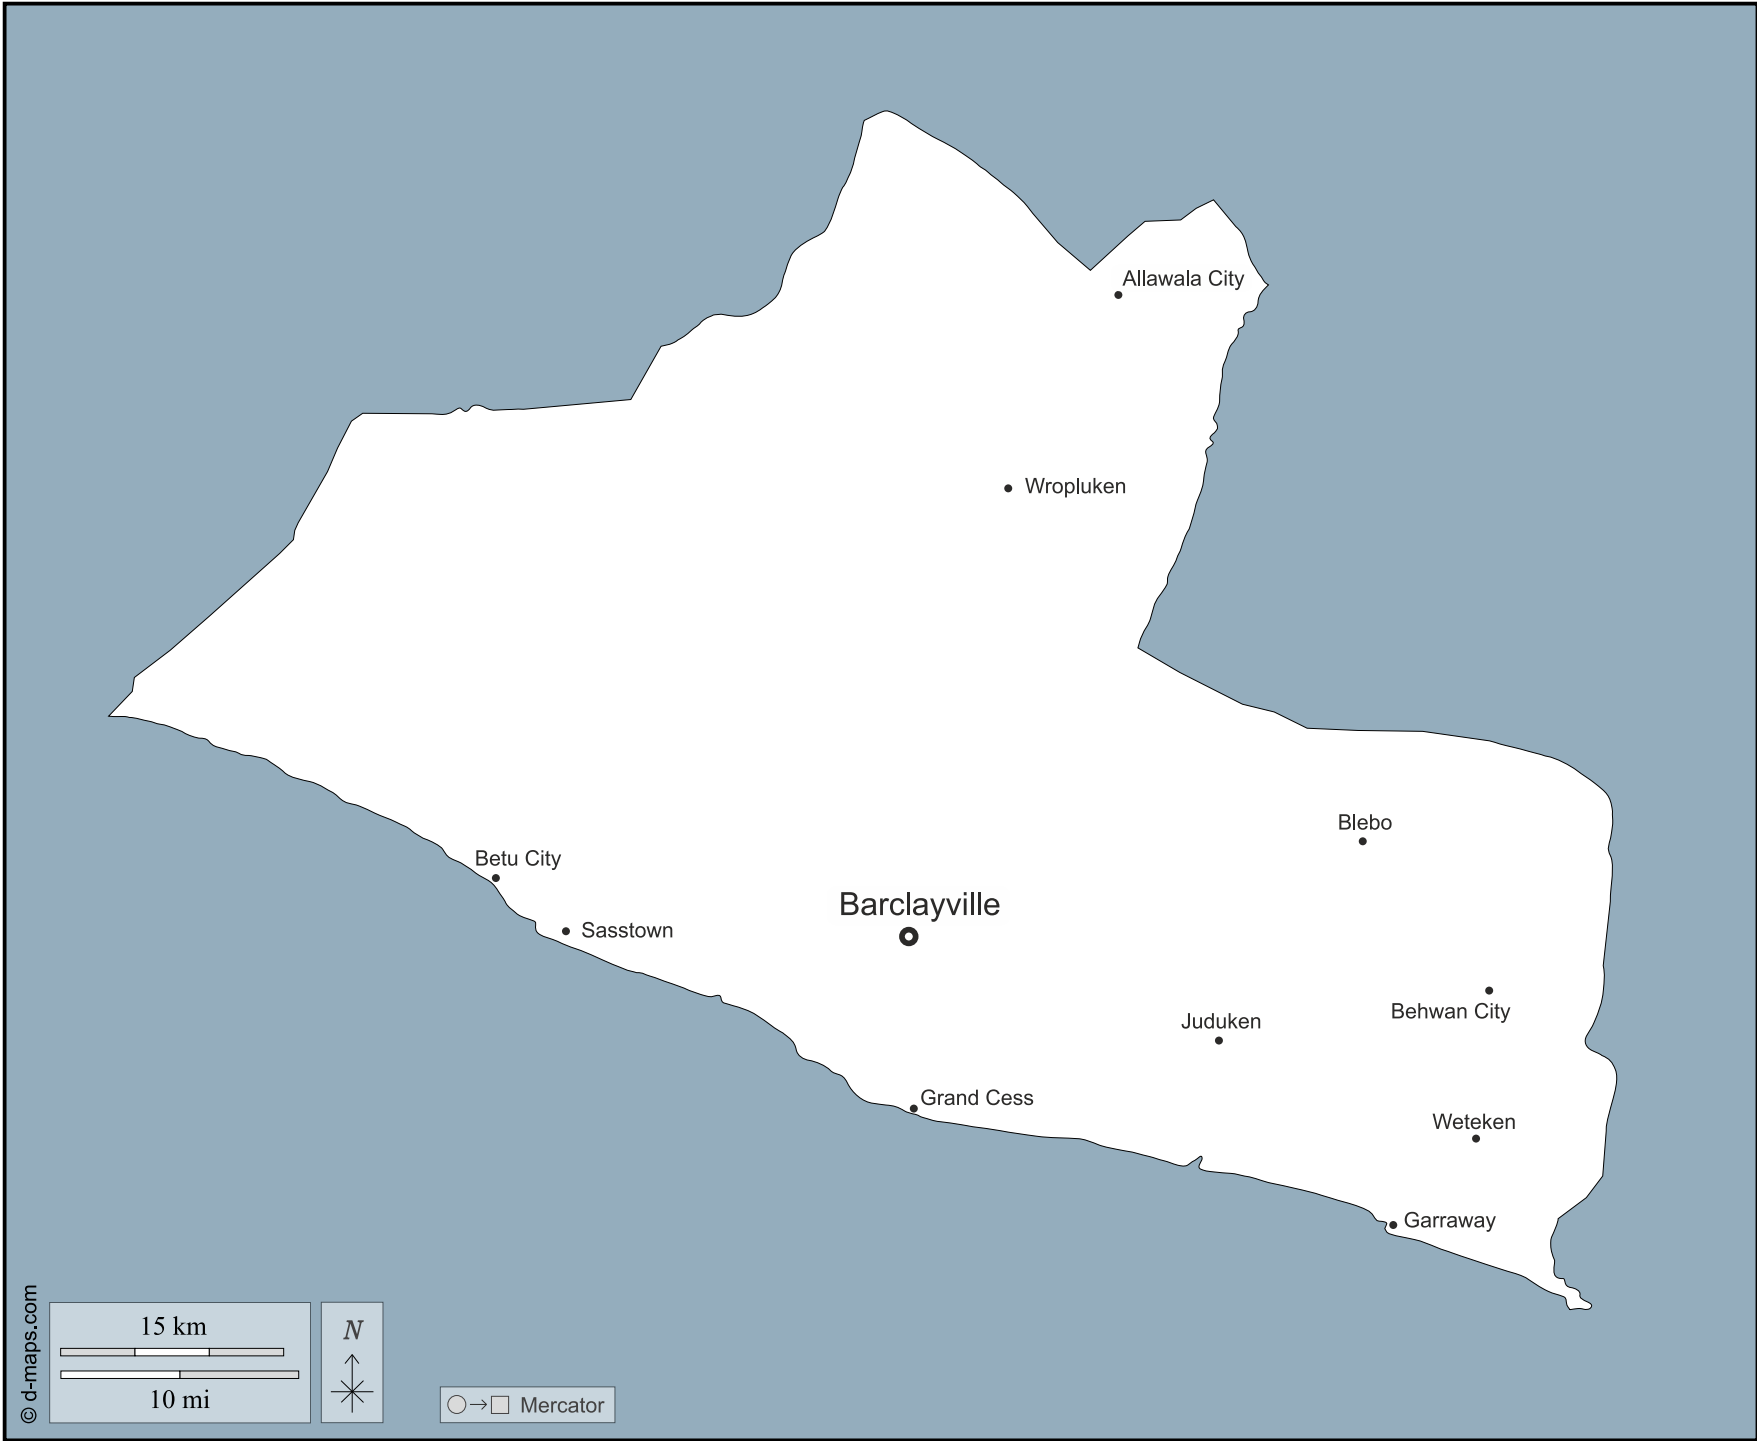 Allawala City
Wropluken
Blebo
Betu City
Barclayville
Sasstown
Behwan City
Juduken
Grand Cess
Weteken
Garraway
© d-maps.com
15 km
10 mi
N
Mercator